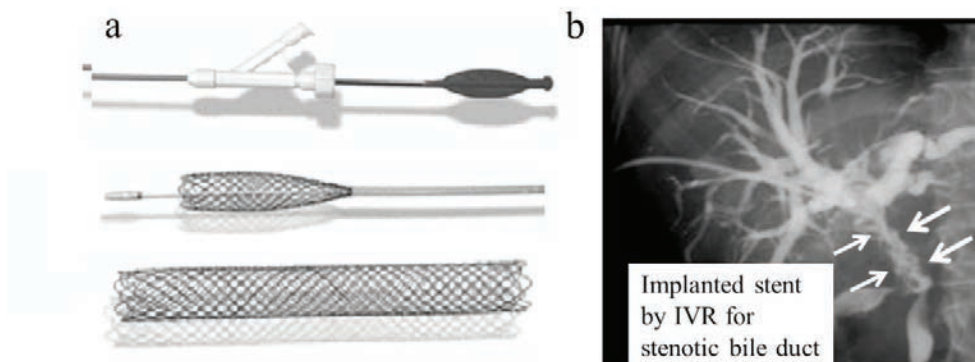 a
b
Implanted stent
by IVR for
stenotic bile duct